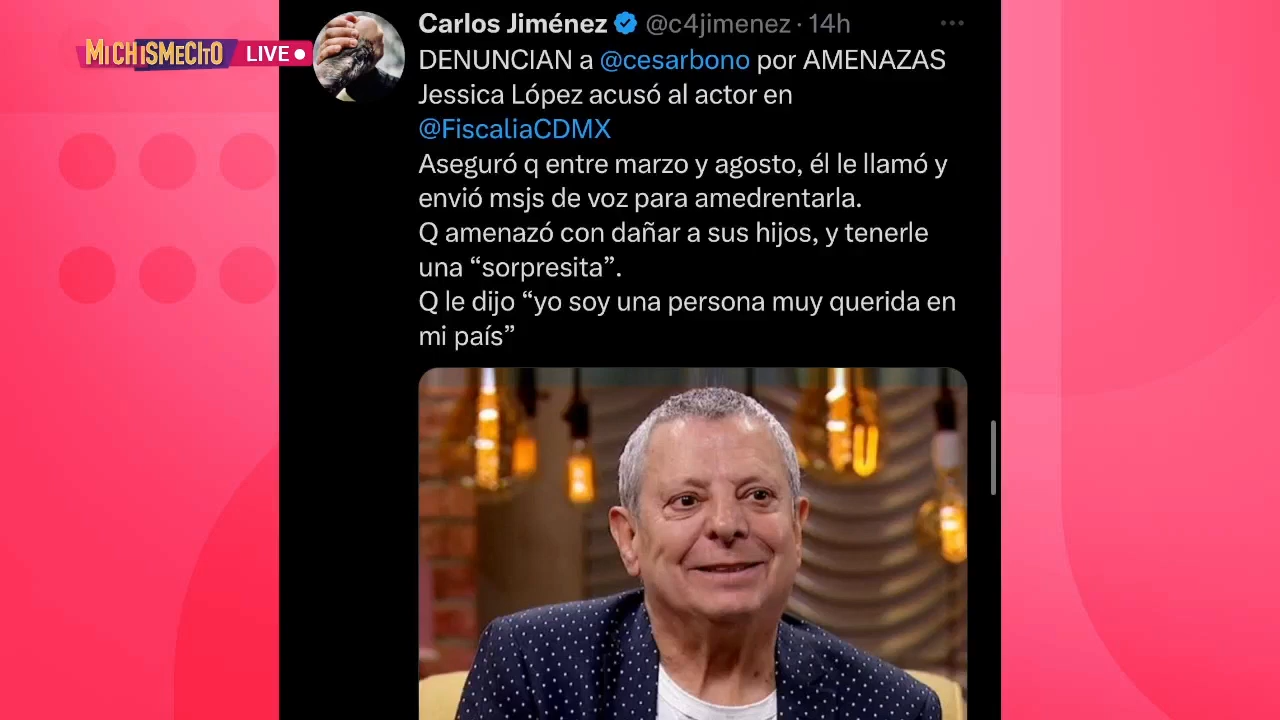 MICHISMECITO LIVE
Carlos Jiménez @c4jimenez · 14h
DENUNCIAN a @cesarbono por AMENAZAS
Jessica López acusó al actor en
@FiscaliaCDMX
Aseguró q entre marzo y agosto, él le llamó y
envió msjs de voz para amedrentarla.
Q amenazó con dañar a sus hijos, y tenerle
una “sorpresita”.
Q le dijo “yo soy una persona muy querida en
mi país”